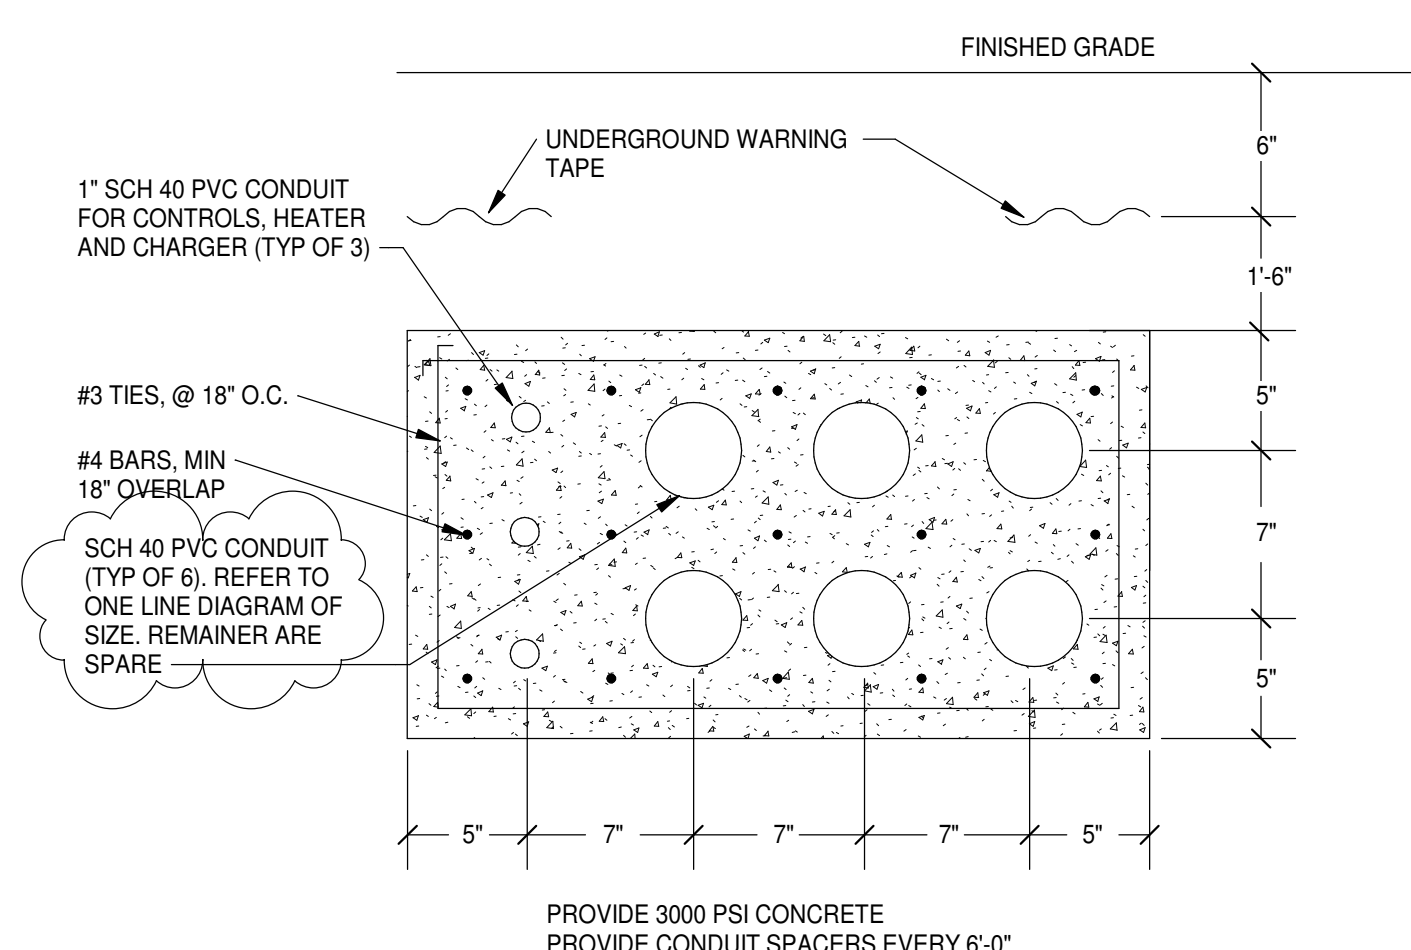 FINISHED GRADE
6"
UNDERGROUND WARNING
TAPE
1" SCH 40 PVC CONDUIT
FOR CONTROLS, HEATER
AND CHARGER (TYP OF 3)
1'-6"
#3 TIES, @ 18" O.C.
5"
#4 BARS, MIN
18" OVERLAP
7"
SCH 40 PVC CONDUIT
(TYP OF 6). REFER TO
ONE LINE DIAGRAM OF
SIZE. REMAINER ARE
SPARE
5"
5"
7"
7"
7"
5"
PROVIDE 3000 PSI CONCRETE
PROVIDE CONDUIT SPACERS EVERY 6'-0"